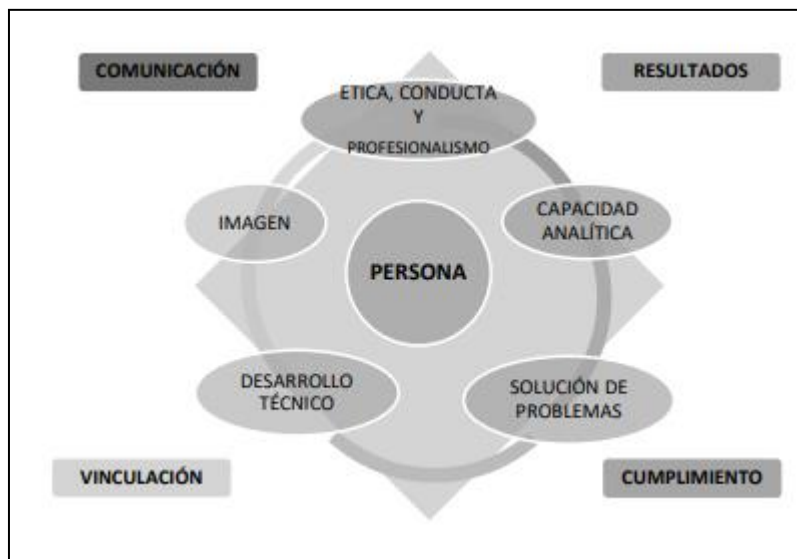 COMUNICACIÓN
RESULTADOS
ETICA, CONDUCTA
Y
PROFESIONALISMO
IMAGEN
CAPACIDAD
ANALÍTICA
PERSONA
DESARROLLO
TÉCNICO
SOLUCIÓN DE
PROBLEMAS
VINCULACIÓN
CUMPLIMIENTO